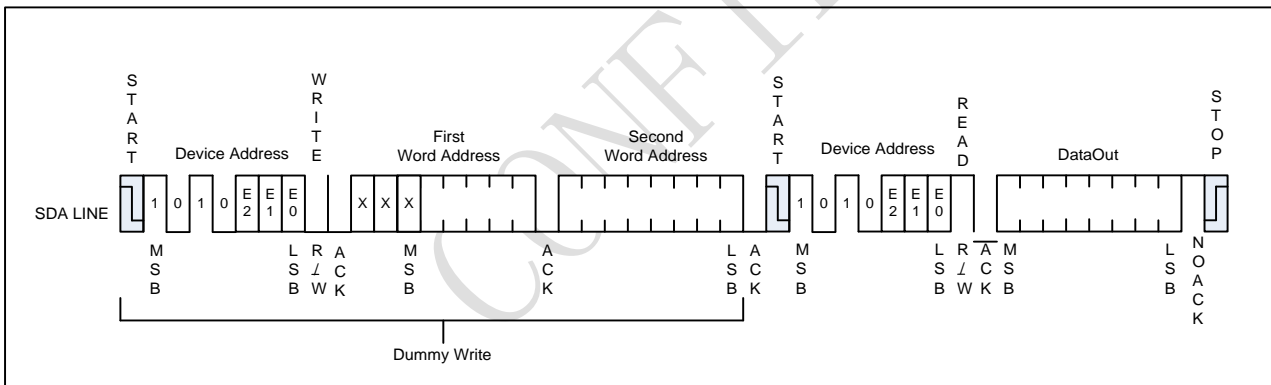 CONFI
START
WRITE
START
READ
STOP
Device Address
First
Word Address
Second
Word Address
Device Address
DataOut
SDA LINE
1 0 1 0 E2 E1 E0 X X X 1 0 1 0 E2 E1 E0
MSB
LSB
R/W
ACK
MSB
ACK
LSB
ACK
MSB
LSB
R/W
ACK
MSB
LSB
NOACK
Dummy Write